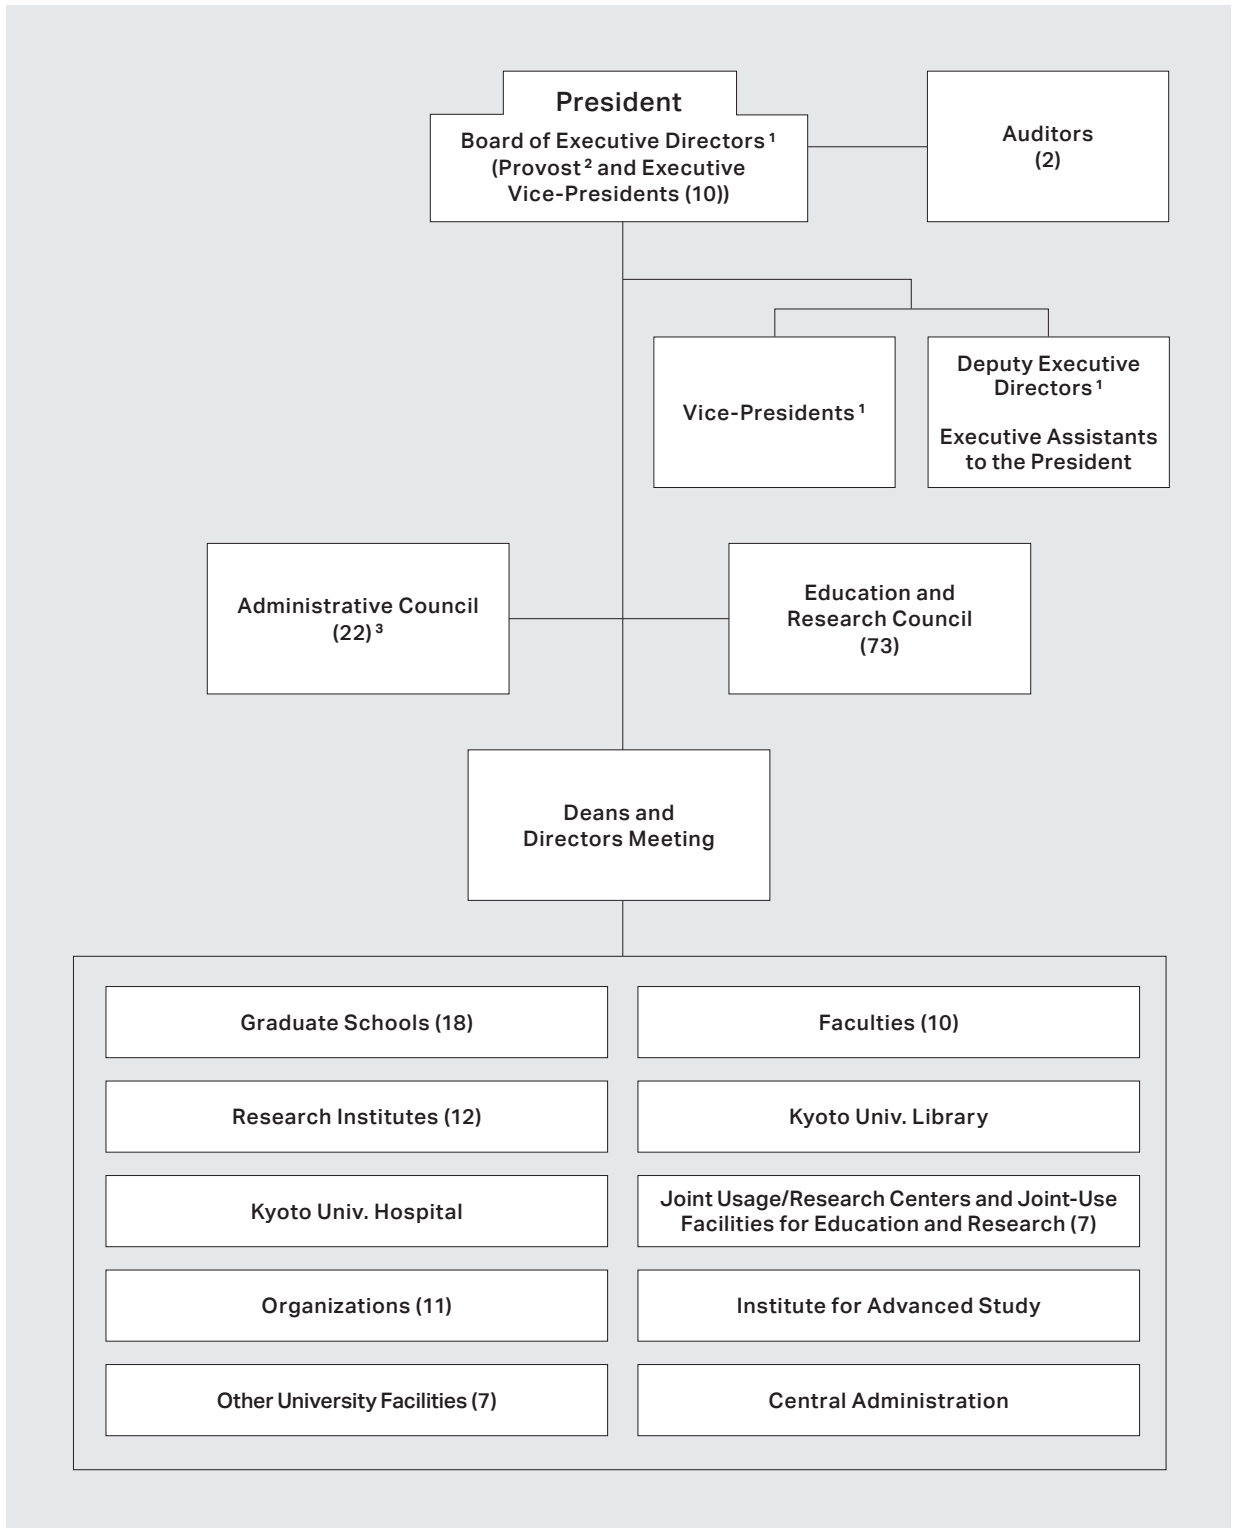 President
Board of Executive Directors ¹
(Provost ² and Executive
Vice-Presidents (10))
Auditors
(2)
Vice-Presidents ¹
Deputy Executive
Directors ¹
Executive Assistants
to the President
Administrative Council
(22) ³
Education and
Research Council
(73)
Deans and
Directors Meeting
Graduate Schools (18)
Faculties (10)
Research Institutes (12)
Kyoto Univ. Library
Kyoto Univ. Hospital
Joint Usage/Research Centers and Joint-Use
Facilities for Education and Research (7)
Organizations (11)
Institute for Advanced Study
Other University Facilities (7)
Central Administration